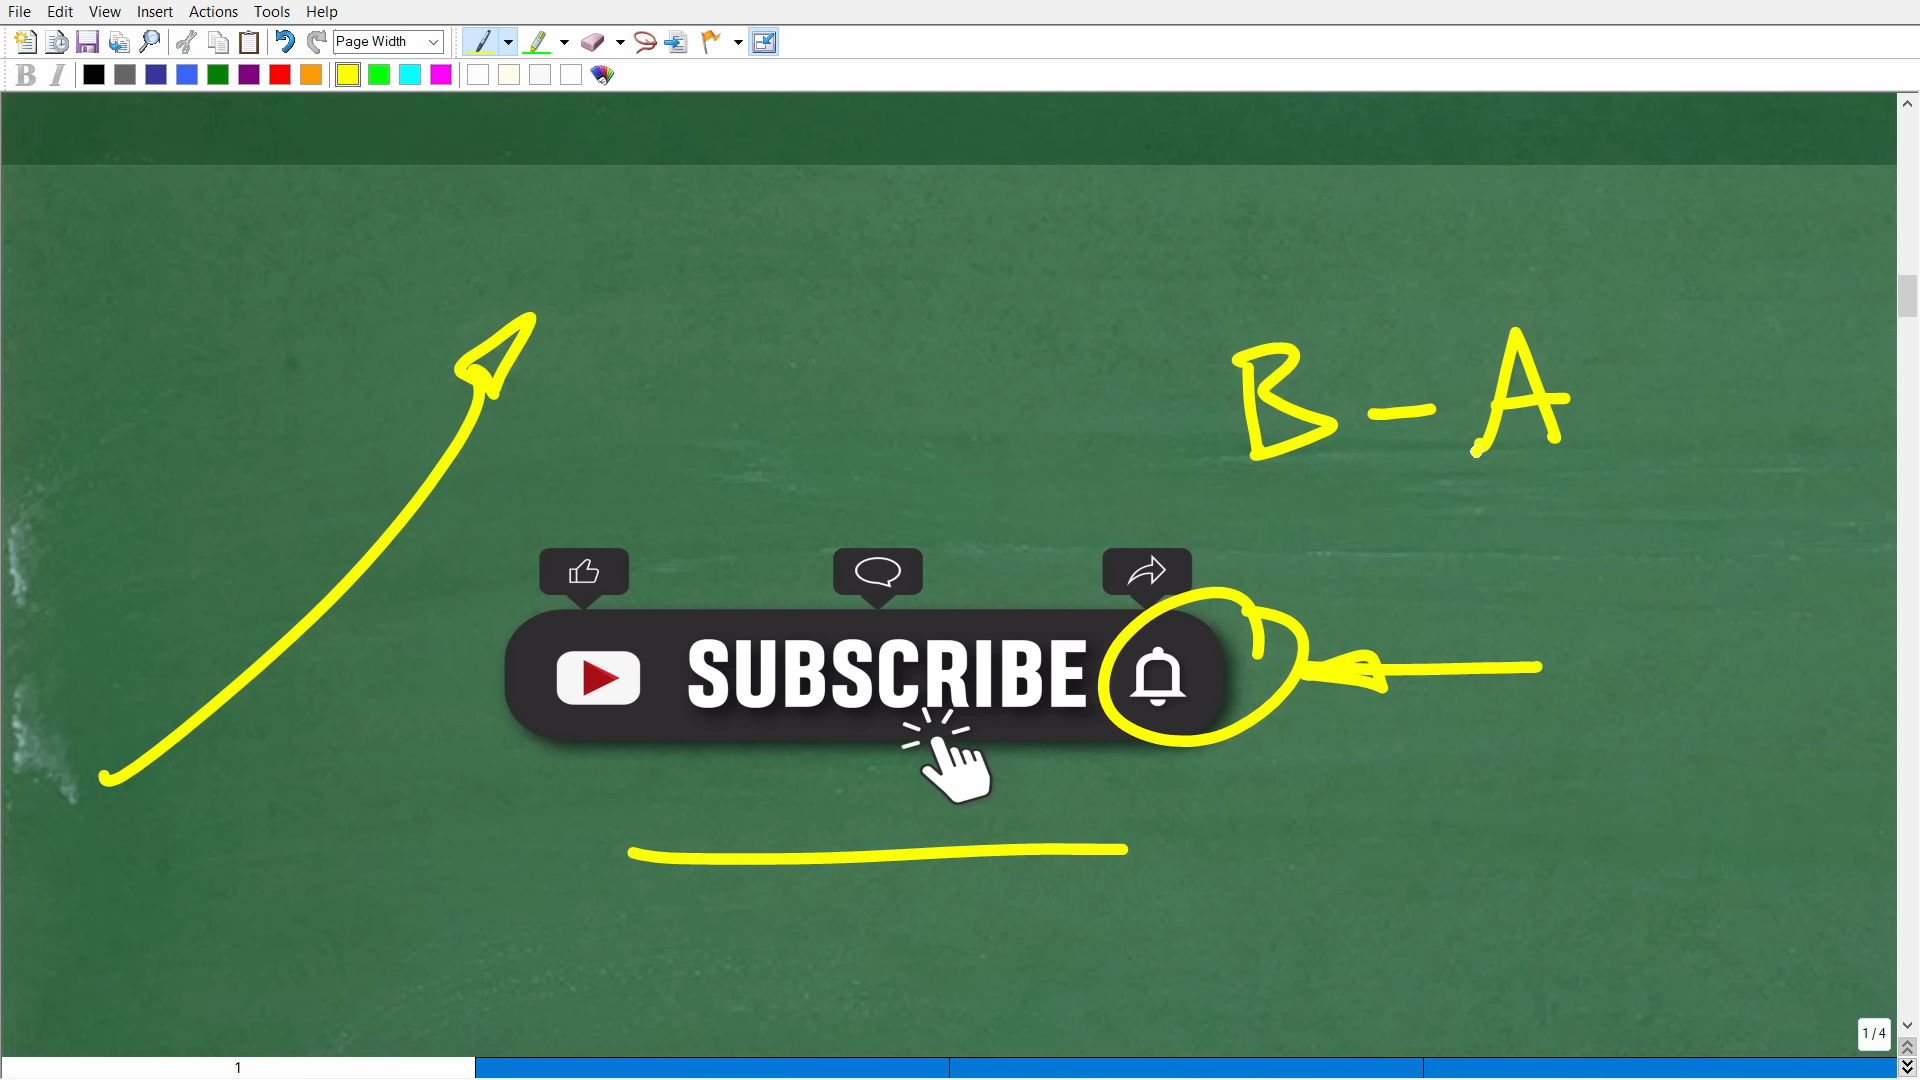 File Edit View Insert Actions Tools Help
Page Width
B I
B - A
SUBSCRIBE
1 / 4
1